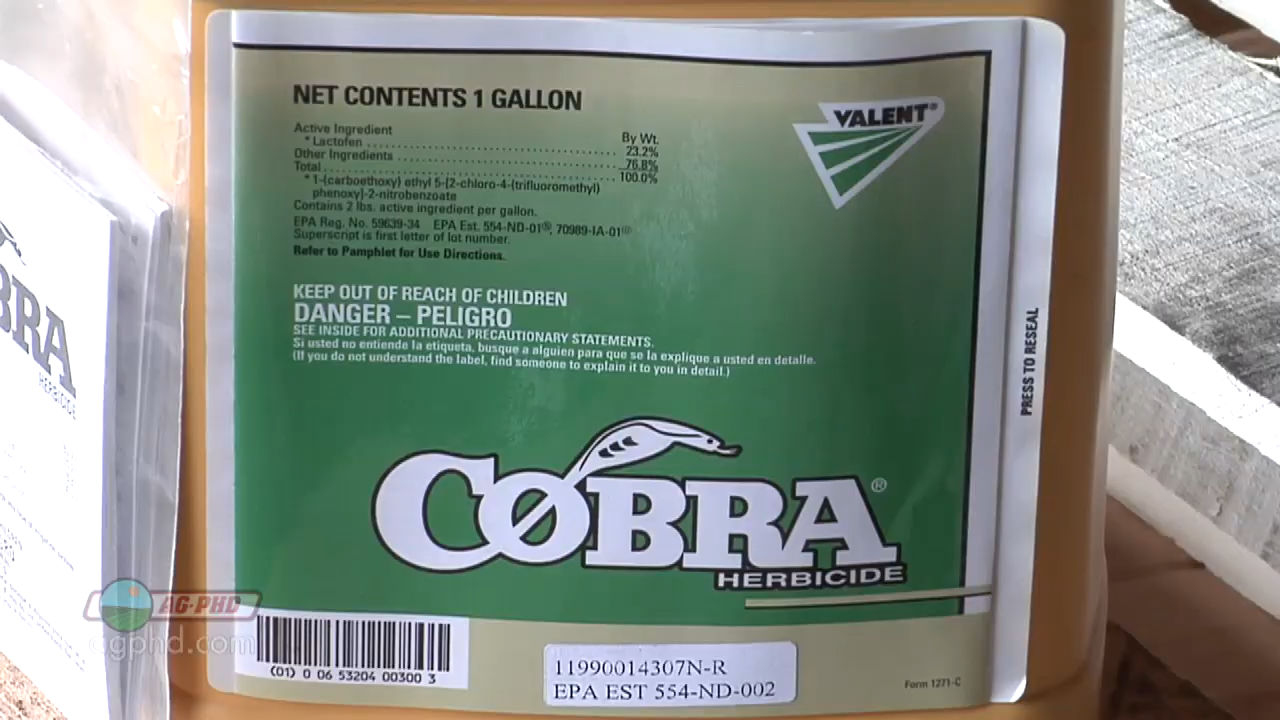 NET CONTENTS 1 GALLON
VALENT®
Active Ingredient By Wt.
* Lactofen 23.2%
Other Ingredients 76.8%
Total 100.0%
* 1-(carboethoxy) ethyl 5-[2-chloro-4-(trifluoromethyl)
phenoxy]-2-nitrobenzoate
Contains 2 lbs. active ingredient per gallon.
EPA Reg. No. 59639-34 EPA Est. 554-ND-01 , 70989-IA-01
Superscript is first letter of lot number.
Refer to Pamphlet for Use Directions.
KEEP OUT OF REACH OF CHILDREN
DANGER – PELIGRO
SEE INSIDE FOR ADDITIONAL PRECAUTIONARY STATEMENTS.
Si usted no entiende la etiqueta, busque a alguien para que se la explique a usted en detalle.
(If you do not understand the label, find someone to explain it to you in detail.)
PRESS TO RESEAL
COBRA®
HERBICIDE
BRA
HERBICIDE
AG-PHD
agphd.com
(01) 0 06 53204 00300 3
11990014307N-R
EPA EST 554-ND-002
Form 1271-C